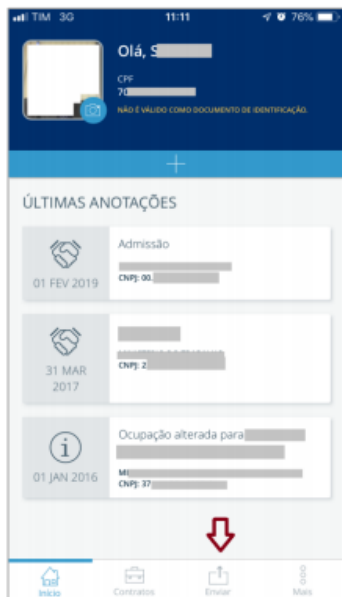 TIM 3G 11:11 76%
Olá, S
CPF
70
NÃO É VÁLIDO COMO DOCUMENTO DE IDENTIFICAÇÃO.
ÚLTIMAS ANOTAÇÕES
Admissão
01 FEV 2019
CNPJ: 00.
31 MAR
2017
CNPJ: 2
Ocupação alterada para
01 JAN 2016
MI
CNPJ: 37
Início Contratos Enviar Mais